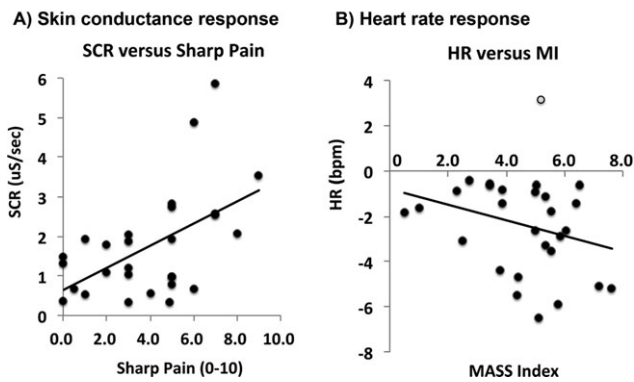 A) Skin conductance response
SCR versus Sharp Pain
6
5
4
3
2
1
0
SCR (uS/sec)
0.0 2.0 4.0 6.0 8.0 10.0
Sharp Pain (0-10)
B) Heart rate response
HR versus MI
4
2
0
-2
-4
-6
-8
HR (bpm)
0 2.0 4.0 6.0 8.0
MASS Index